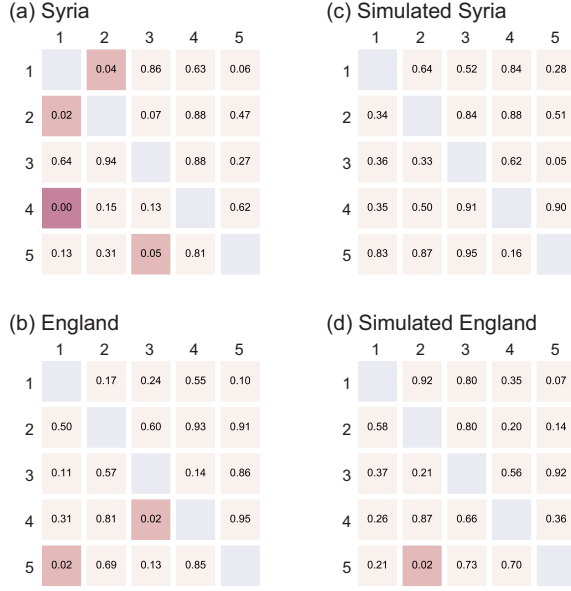 (a) Syria
1 2 3 4 5
1 0.04 0.86 0.63 0.06
2 0.02 0.07 0.88 0.47
3 0.64 0.94 0.88 0.27
4 0.00 0.15 0.13 0.62
5 0.13 0.31 0.05 0.81
(c) Simulated Syria
1 2 3 4 5
1 0.64 0.52 0.84 0.28
2 0.34 0.84 0.88 0.51
3 0.36 0.33 0.62 0.05
4 0.35 0.50 0.91 0.90
5 0.83 0.87 0.95 0.16
(b) England
1 2 3 4 5
1 0.17 0.24 0.55 0.10
2 0.50 0.60 0.93 0.91
3 0.11 0.57 0.14 0.86
4 0.31 0.81 0.02 0.95
5 0.02 0.69 0.13 0.85
(d) Simulated England
1 2 3 4 5
1 0.92 0.80 0.35 0.07
2 0.58 0.80 0.20 0.14
3 0.37 0.21 0.56 0.92
4 0.26 0.87 0.66 0.36
5 0.21 0.02 0.73 0.70